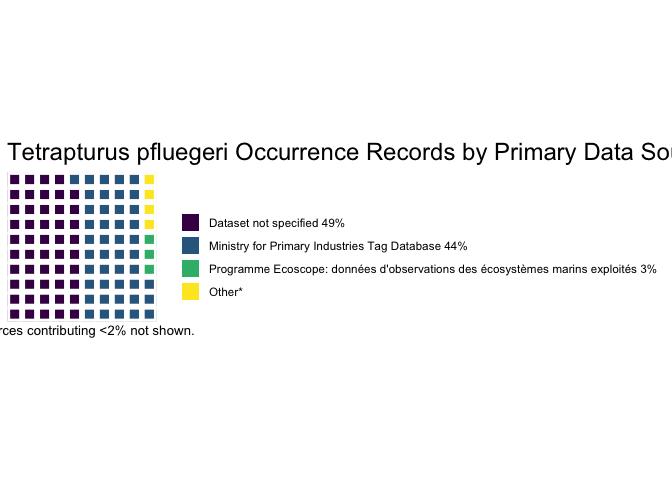 Tetrapturus pfluegeri Occurrence Records by Primary Data So
Dataset not specified 49%
Ministry for Primary Industries Tag Database 44%
Programme Ecoscope: données d'observations des écosystèmes marins exploités 3%
Other*
rces contributing <2% not shown.